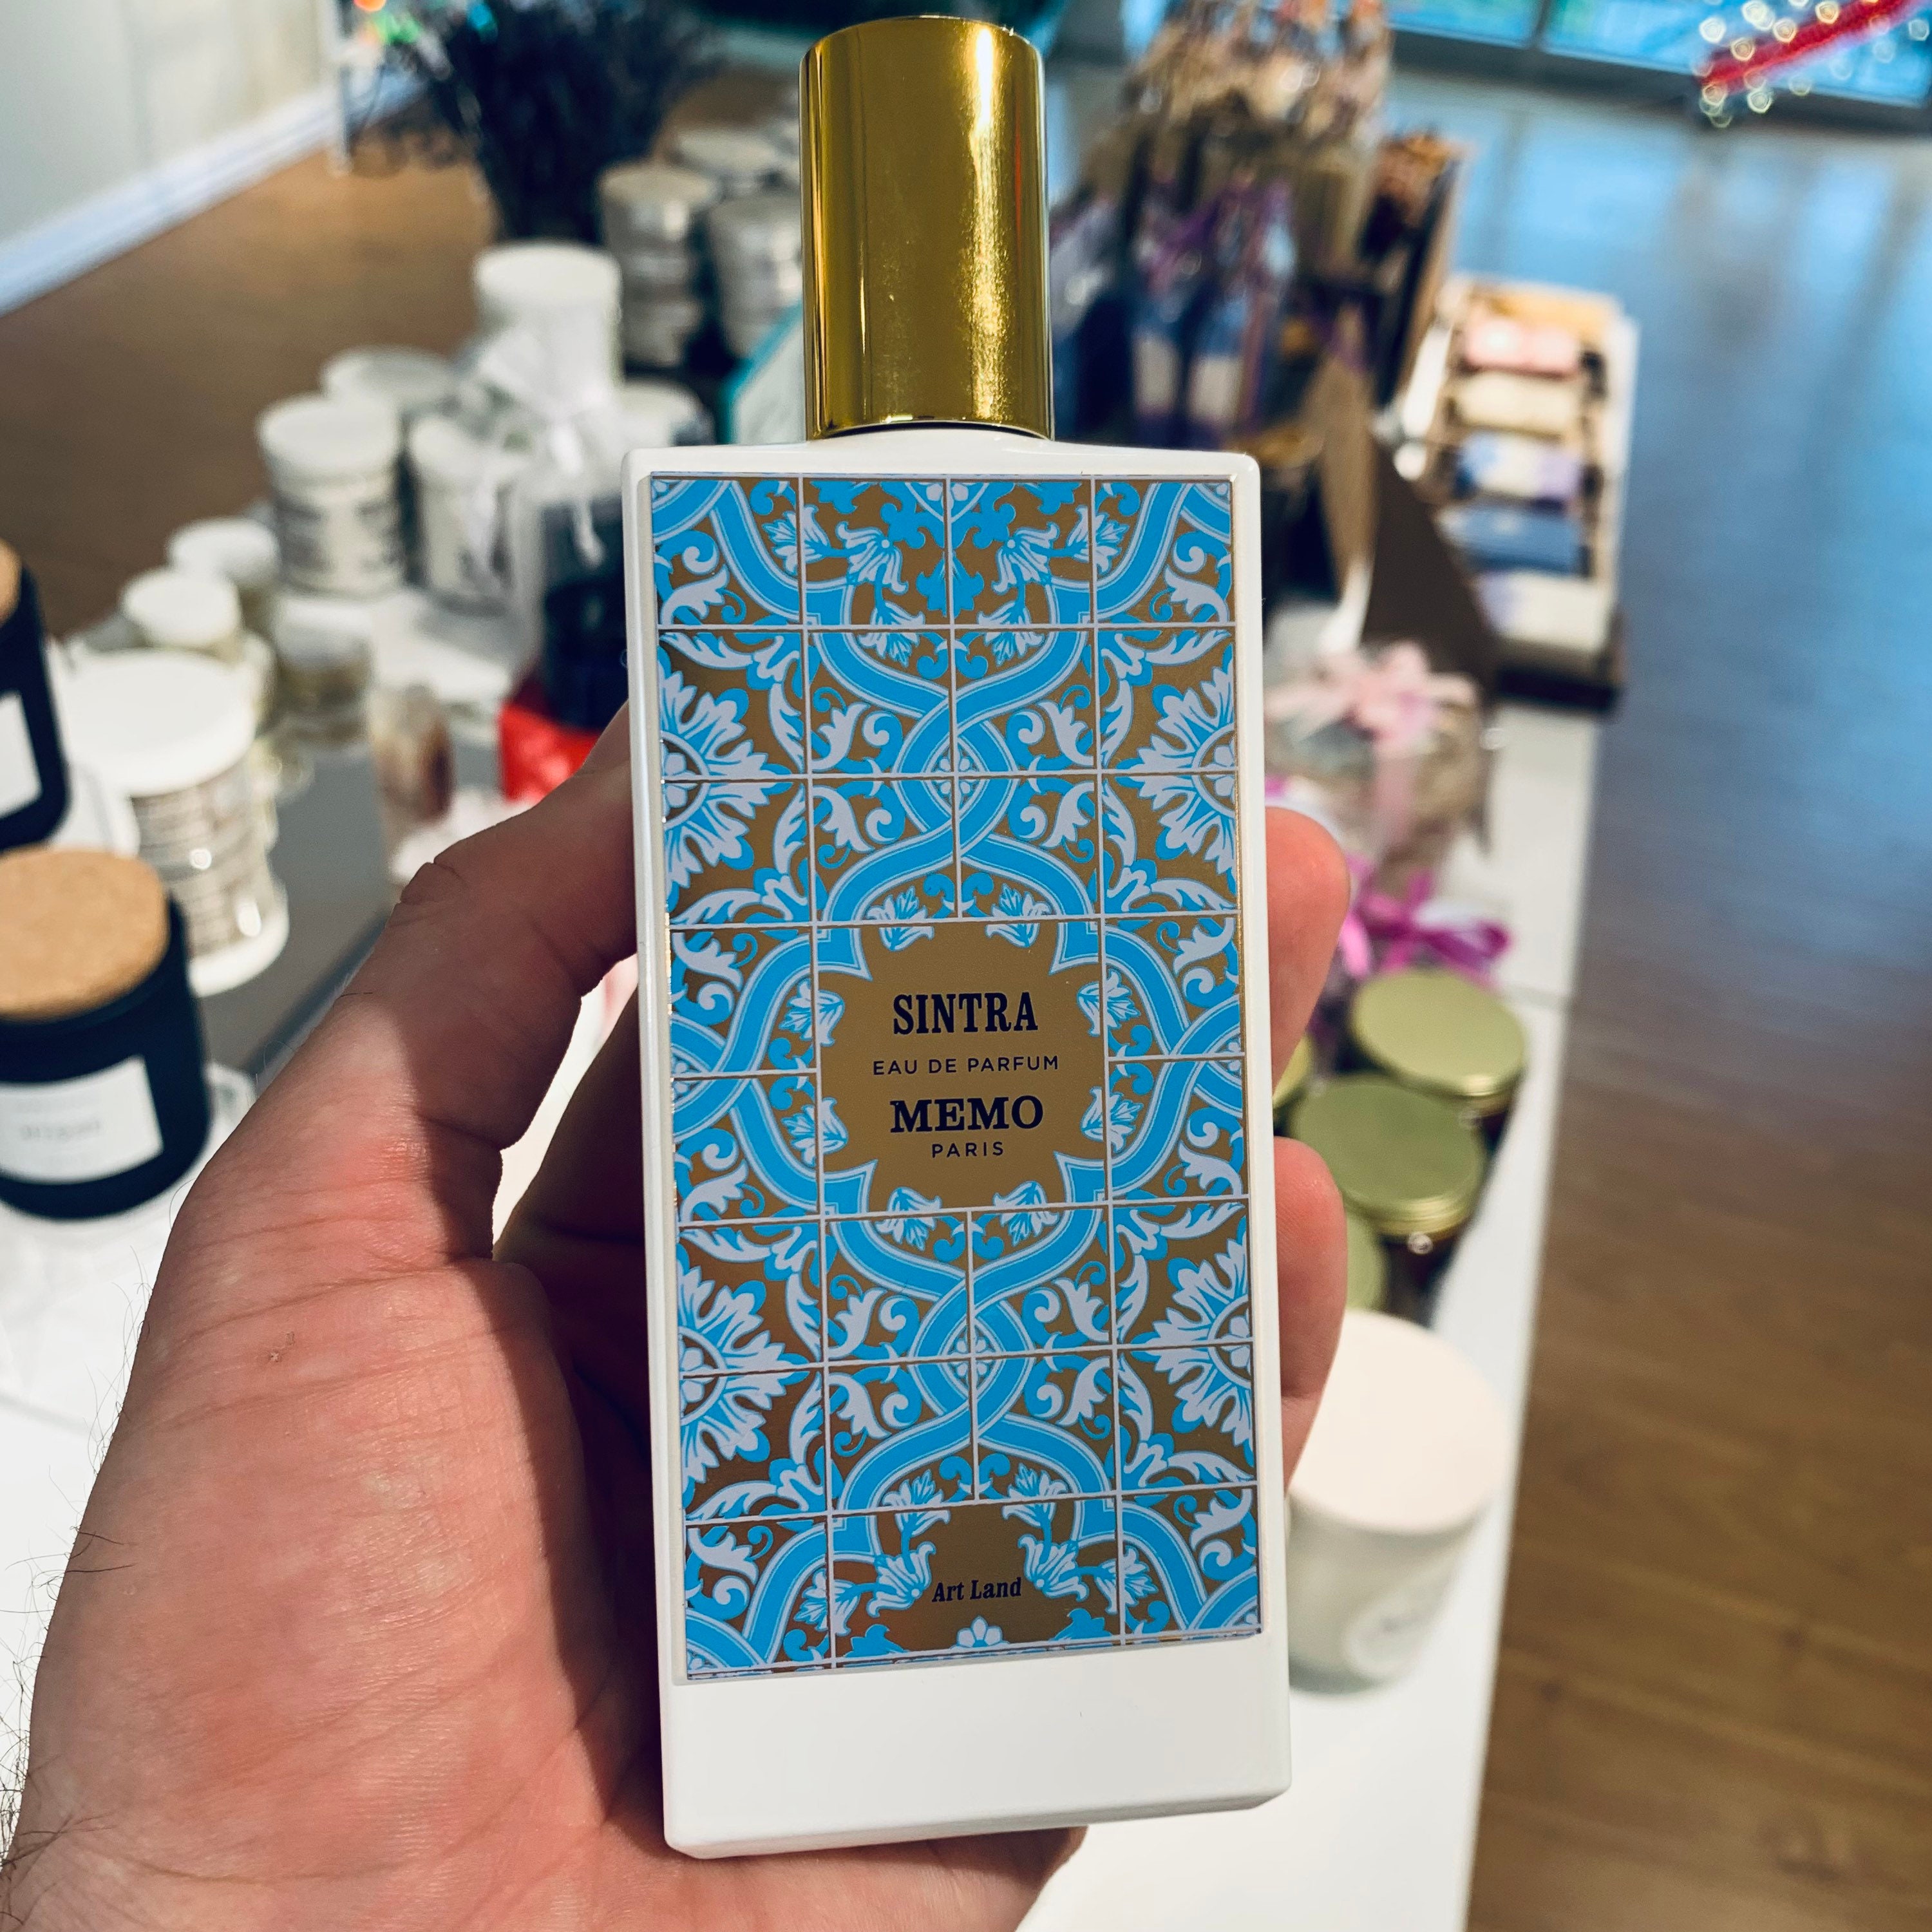 SINTRA
EAU DE PARFUM
MEMO
PARIS
Art Land